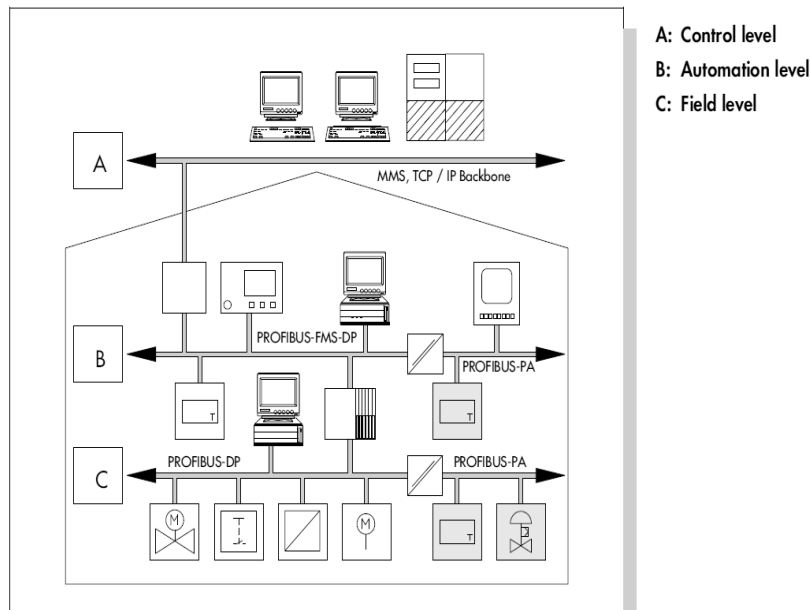 A: Control level
B: Automation level
C: Field level
A
MMS, TCP / IP Backbone
PROFIBUS-FMS-DP
B
PROFIBUS-PA
T
T
PROFIBUS-DP
PROFIBUS-PA
C
M
T
M
T